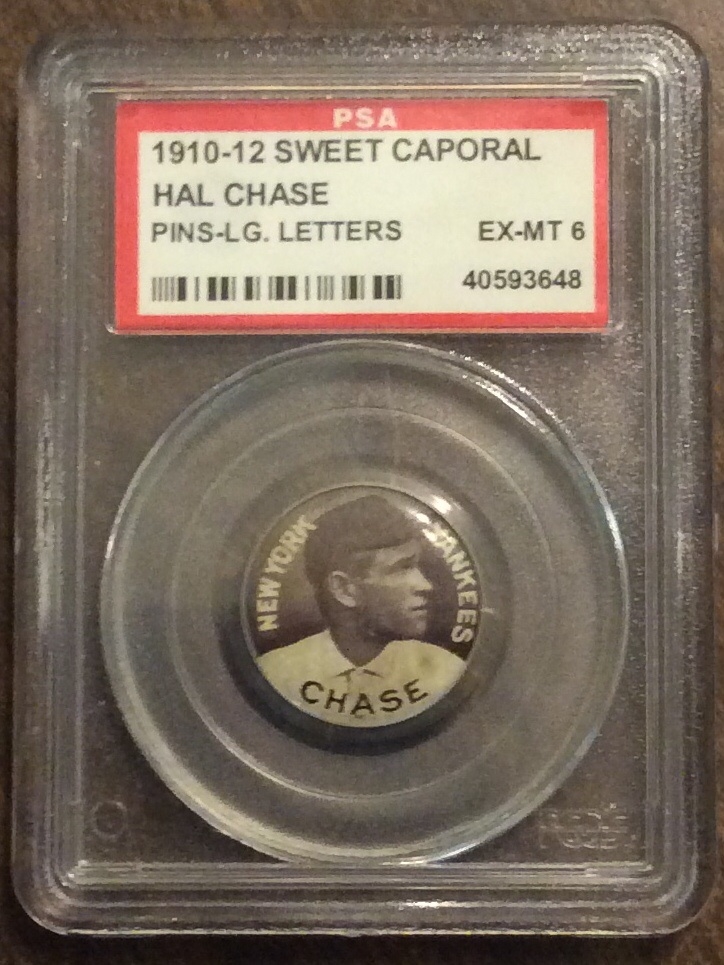 PSA
1910-12 SWEET CAPORAL
HAL CHASE
PINS-LG. LETTERS EX-MT 6
40593648
NEW YORK YANKEES
CHASE